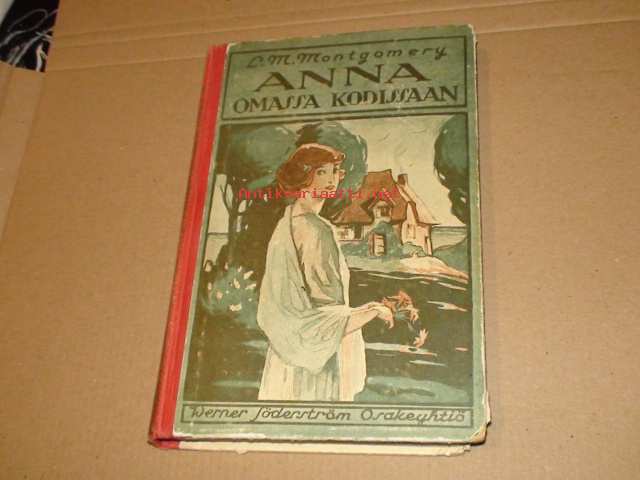 L. M. Montgomery
ANNA
OMASSA KODISSAAN
Antikvariaatti.net
Werner Söderström Osakeyhtiö